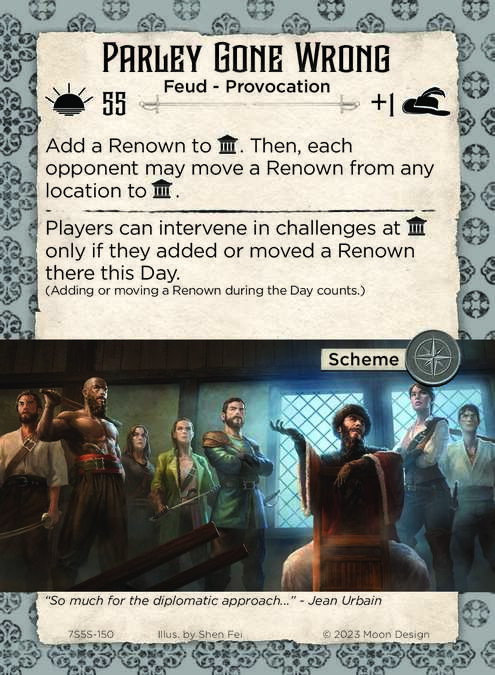 PARLEY GONE WRONG
Feud - Provocation
55
+1
Add a Renown to . Then, each
opponent may move a Renown from any
location to .
Players can intervene in challenges at
only if they added or moved a Renown
there this Day.
(Adding or moving a Renown during the Day counts.)
Scheme
“So much for the diplomatic approach...” - Jean Urbain
7S5S-150 Illus. by Shen Fei © 2023 Moon Design